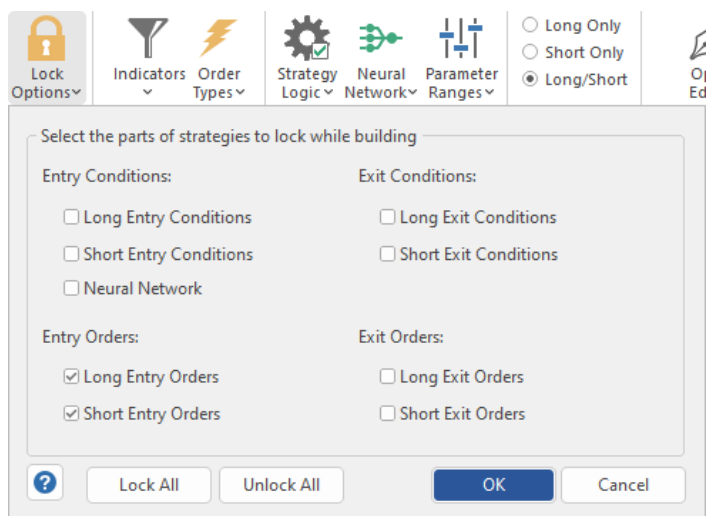 Lock Options
Indicators
Order Types
Strategy Logic
Neural Network
Parameter Ranges
Long Only
Short Only
Long/Short
Select the parts of strategies to lock while building
Entry Conditions:
Exit Conditions:
Long Entry Conditions
Long Exit Conditions
Short Entry Conditions
Short Exit Conditions
Neural Network
Entry Orders:
Exit Orders:
Long Entry Orders
Long Exit Orders
Short Entry Orders
Short Exit Orders
?
Lock All
Unlock All
OK
Cancel